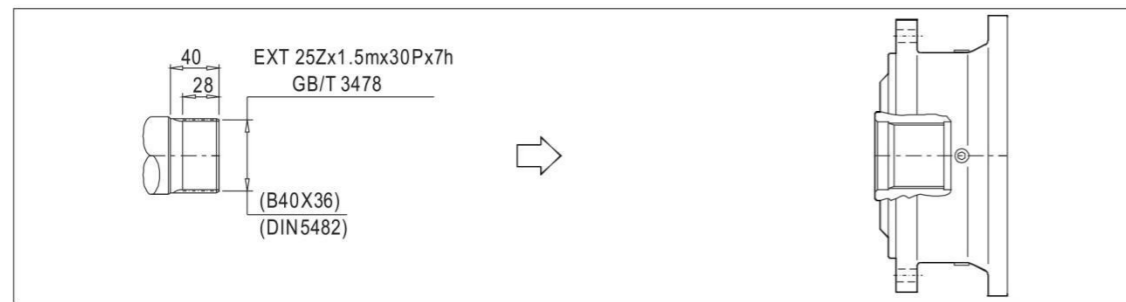 40
EXT 25Zx1.5mx30Px7h
28
GB/T 3478
(B40X36)
(DIN5482)